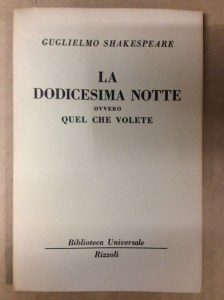 GUGLIELMO SHAKESPEARE
LA
DODICESIMA NOTTE
OVVERO
QUEL CHE VOLETE
Biblioteca Universale
Rizzoli